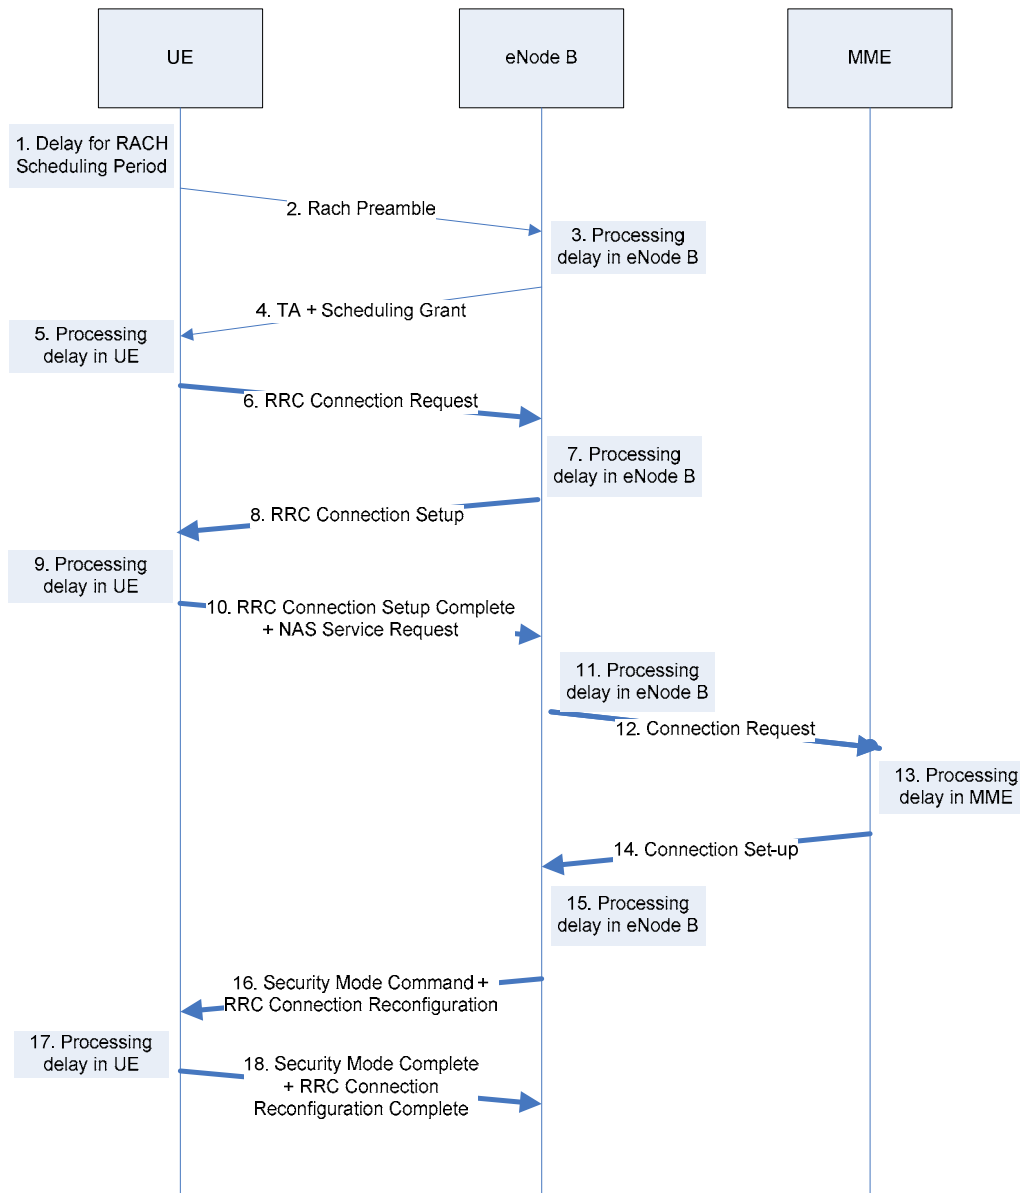 UE
eNode B
MME
1. Delay for RACH
Scheduling Period
2. Rach Preamble
3. Processing
delay in eNode B
4. TA + Scheduling Grant
5. Processing
delay in UE
6. RRC Connection Request
7. Processing
delay in eNode B
8. RRC Connection Setup
9. Processing
delay in UE
10. RRC Connection Setup Complete
+ NAS Service Request
11. Processing
delay in eNode B
12. Connection Request
13. Processing
delay in MME
14. Connection Set-up
15. Processing
delay in eNode B
16. Security Mode Command +
RRC Connection Reconfiguration
17. Processing
delay in UE
18. Security Mode Complete
+ RRC Connection
Reconfiguration Complete